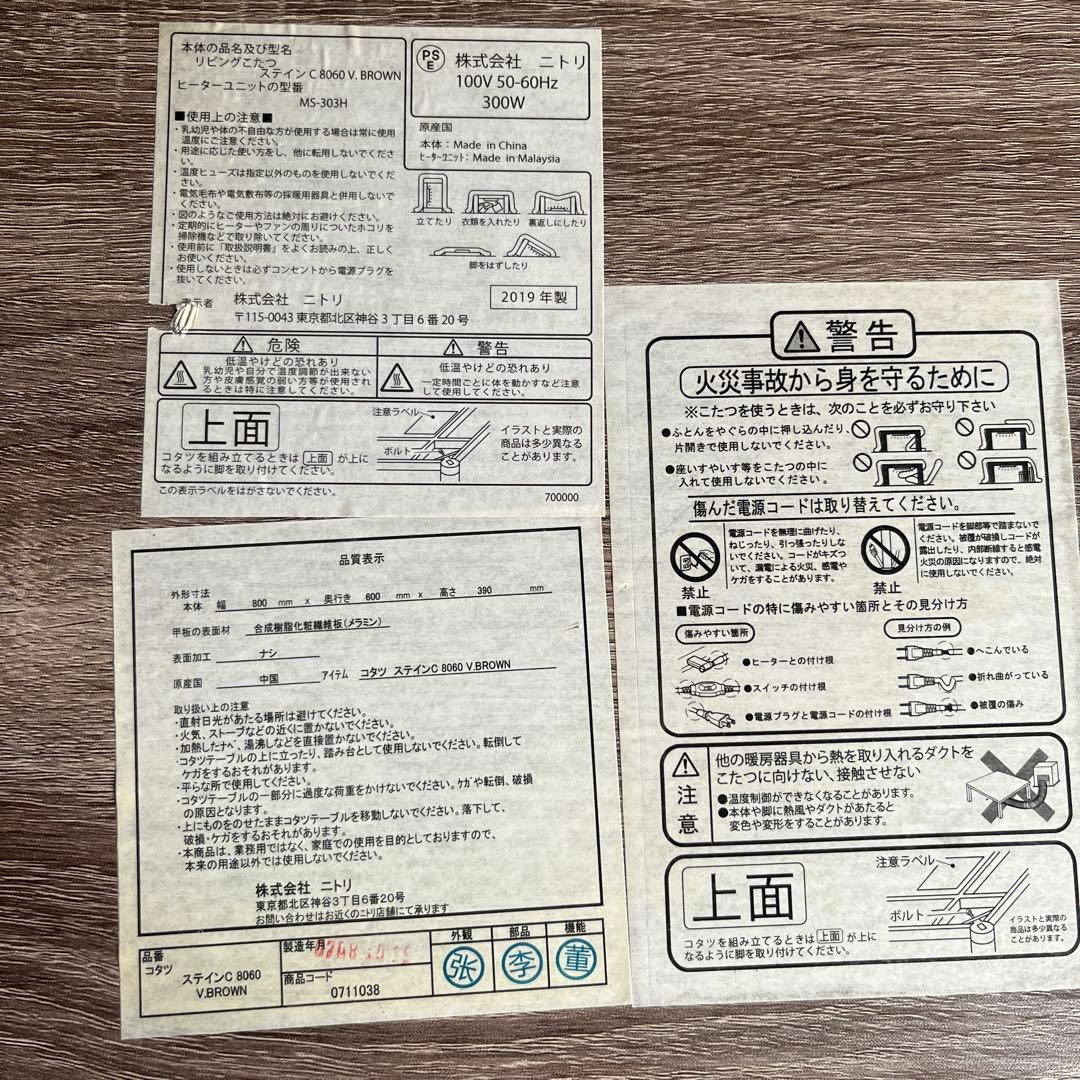 本体の品名及び型名
リビングこたつ
ステイン C 8060 V. BROWN
ヒーターユニットの型番
MS-303H
■使用上の注意■
・乳幼児や体の不自由な方が使用する場合は常に使用
温度にご注意ください。
・用途に応じた使い方をし、他に転用しないでくださ
い。
・温度ヒューズは指定以外のものを使用しないでくだ
さい。
・電気毛布や電気敷布等の採暖用器具と併用しないで
ください。
・図のようなご使用方法は絶対にお避けください。
・定期的にヒーターやファンの周りについたホコリを
掃除機などで取り除いてください。
・使用前に「取扱説明書」をよくお読みの上、正しく
お使いください。
・使用しないときは必ずコンセントから電源プラグを
抜いてください。
PS
E
株式会社 ニトリ
100V 50-60Hz
300W
原産国
本体：Made in China
ヒーターユニット：Made in Malaysia
立てたり 衣類を入れたり 裏返しにしたり
脚をはずしたり
2019 年製
表示者 株式会社 ニトリ
〒115-0043 東京都北区神谷 3 丁目 6 番 20 号
⚠ 危険
低温やけどの恐れあり
乳幼児や自分で温度調節が出来ない
方や皮膚感覚の弱い方等が使用され
るときは特に注意してください。
⚠ 警告
低温やけどの恐れあり
一定時間ごとに体を動かすなど注意
して使用してください。
上面
コタツを組み立てるときは 上面 が上に
なるように脚を取り付けてください。
注意ラベル
ボルト
イラストと実際の
商品は多少異なる
ことがあります。
この表示ラベルをはがさないでください。
700000
品質表示
外形寸法
本体 幅 800 mm x 奥行き 600 mm x 高さ 390 mm
甲板の表面材 合成樹脂化粧繊維板(メラミン)
表面加工 ナシ
原産国 中国 アイテム コタツ ステインC 8060 V.BROWN
取り扱い上の注意
・直射日光があたる場所は避けてください。
・火気、ストーブなどの近くに置かないでください。
・加熱したナベ、湯沸しなどを直接置かないでください。
・コタツテーブルの上に立ったり、踏み台として使用しないでください。転倒して
ケガをするおそれがあります。
・平らな所で使用してください。
・コタツテーブルの一部分に過度な荷重をかけないでください。ケガや転倒、破損
の原因となります。
・上にものをのせたままコタツテーブルを移動しないでください。落下して、
破損・ケガをするおそれがあります。
・本商品は、業務用ではなく、家庭での使用を目的としておりますので、
本来の用途以外では使用しないでください。
株式会社 ニトリ
東京都北区神谷3丁目6番20号
お問い合わせはお近くのニトリ店舗にて承ります
品番
コタツ
ステインC 8060
V.BROWN
製造年月
商品コード
0711038
外観 部品 機能
张 李 董
⚠ 警告
火災事故から身を守るために
※こたつを使うときは、次のことを必ずお守り下さい
●ふとんをやぐらの中に押し込んだり、
片開きで使用しないでください。
●座いすやいす等をこたつの中に
入れて使用しないでください。
傷んだ電源コードは取り替えてください。
禁止
電源コードを無理に曲げたり、
ねじったり、引っ張ったりしな
いでください。コードがキズつ
いて、漏電による火災、感電や
ケガをすることがあります。
禁止
電源コードを脚部等で踏まないで
ください。被覆が破損しコードが
露出したり、内部断線すると感電
火災の原因になりますので、絶対
に使用しないでください。
■電源コードの特に傷みやすい箇所とその見分け方
傷みやすい箇所
●ヒーターとの付け根
●スイッチの付け根
●電源プラグと電源コードの付け根
見分け方の例
●へこんでいる
●折れ曲がっている
●被覆の傷み
⚠
注
意
他の暖房器具から熱を取り入れるダクトを
こたつに向けない、接触させない
●温度制御ができなくなることがあります。
●本体や脚に熱風やダクトがあたると
変色や変形をすることがあります。
上面
コタツを組み立てるときは 上面 が上に
なるように脚を取り付けてください。
注意ラベル
ボルト
イラストと実際の
商品は多少異なる
ことがあります。